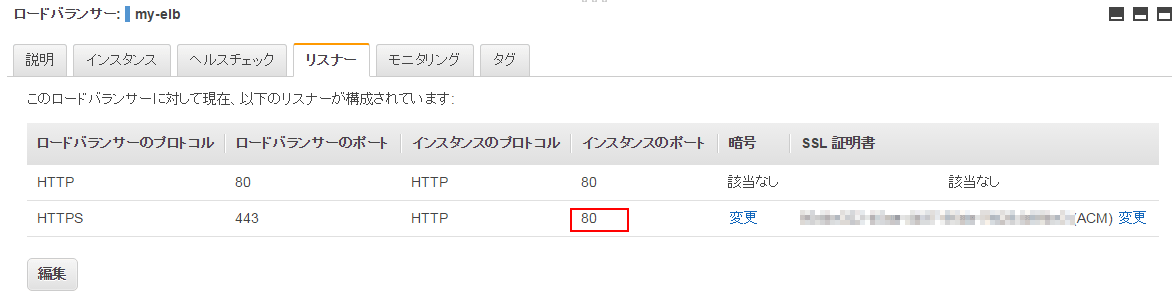 ロードバランサー: my-elb
説明 インスタンス ヘルスチェック リスナー モニタリング タグ
このロードバランサーに対して現在、以下のリスナーが構成されています:
ロードバランサーのプロトコル ロードバランサーのポート インスタンスのプロトコル インスタンスのポート 暗号 SSL 証明書
HTTP 80 HTTP 80 該当なし 該当なし
HTTPS 443 HTTP 80 変更 (ACM) 変更
編集